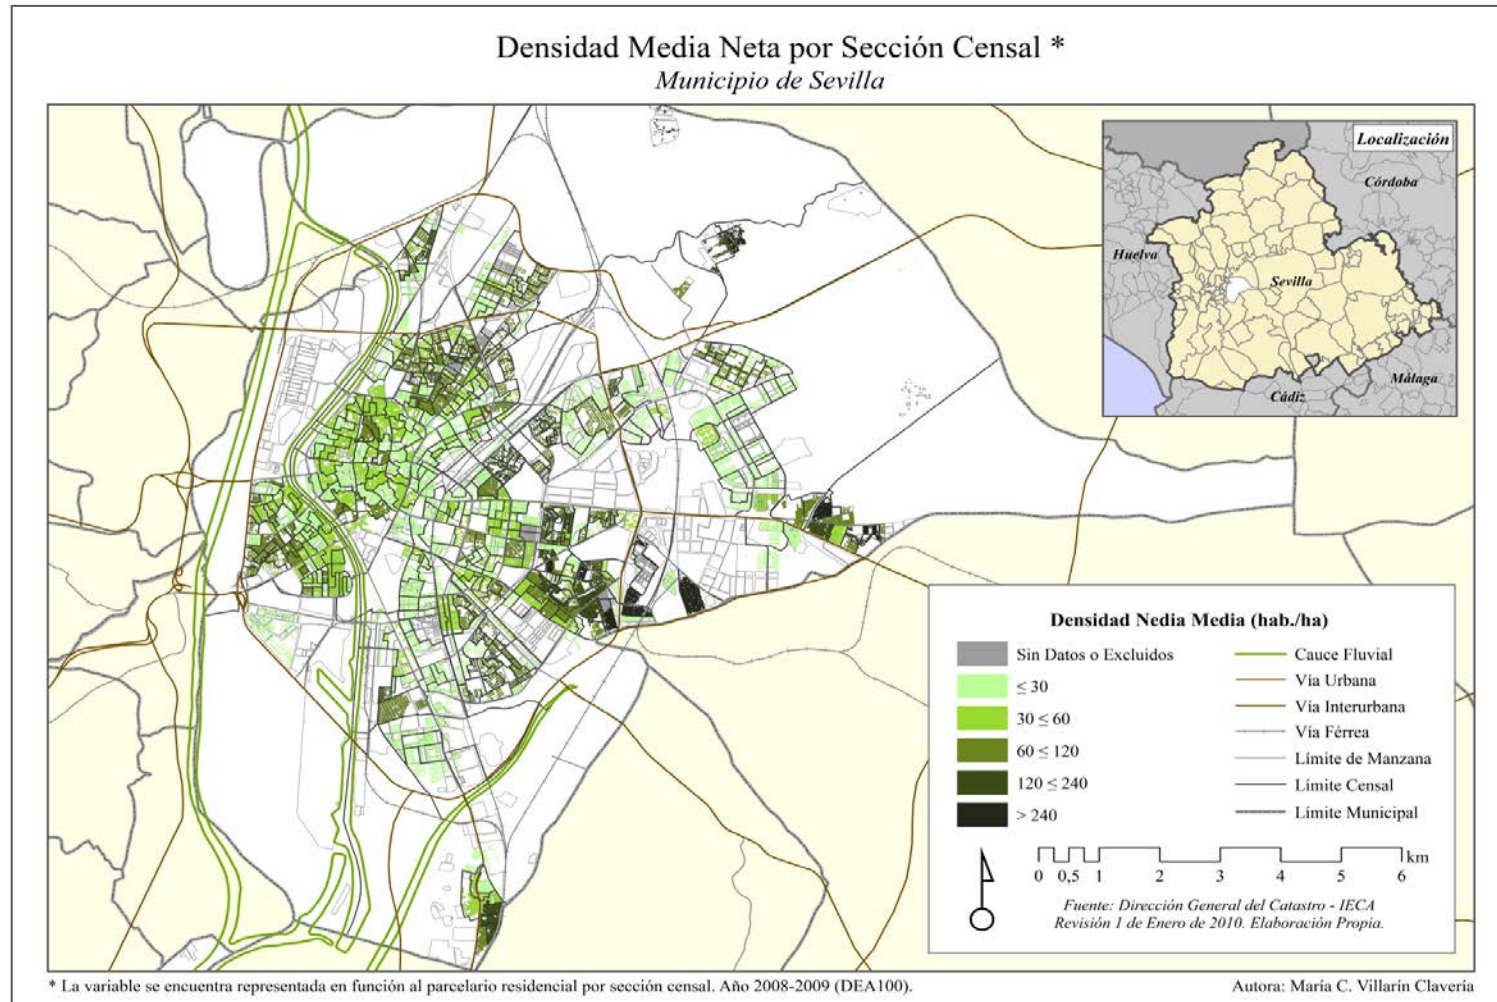 Densidad Media Neta por Sección Censal *
Municipio de Sevilla
Localización
Córdoba
Huelva
Sevilla
Málaga
Cádiz
Densidad Nedia Media (hab./ha)
Sin Datos o Excluidos
≤ 30
30 ≤ 60
60 ≤ 120
120 ≤ 240
> 240
Cauce Fluvial
Vía Urbana
Vía Interurbana
Vía Férrea
Límite de Manzana
Límite Censal
Límite Municipal
km
0 0,5 1 2 3 4 5 6
Fuente: Dirección General del Catastro - IECA
Revisión 1 de Enero de 2010. Elaboración Propia.
* La variable se encuentra representada en función al parcelario residencial por sección censal. Año 2008-2009 (DEA100).
Autora: María C. Villarín Clavería